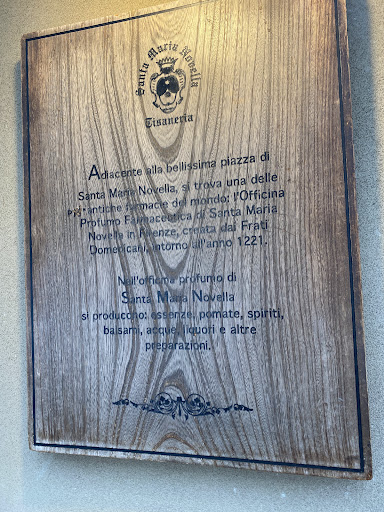 Santa Maria Novella
Tisaneria
Adiacente alla bellissima piazza di
Santa Maria Novella, si trova una delle
più antiche farmacie del mondo: l'Officina
Profumo Farmaceutica di Santa Maria
Novella in Firenze, creata dai Frati
Domenicani, intorno all'anno 1221.
Nell'officina profumo di
Santa Maria Novella
si producono: essenze, pomate, spiriti,
balsami, acque, liquori e altre
preparazioni.